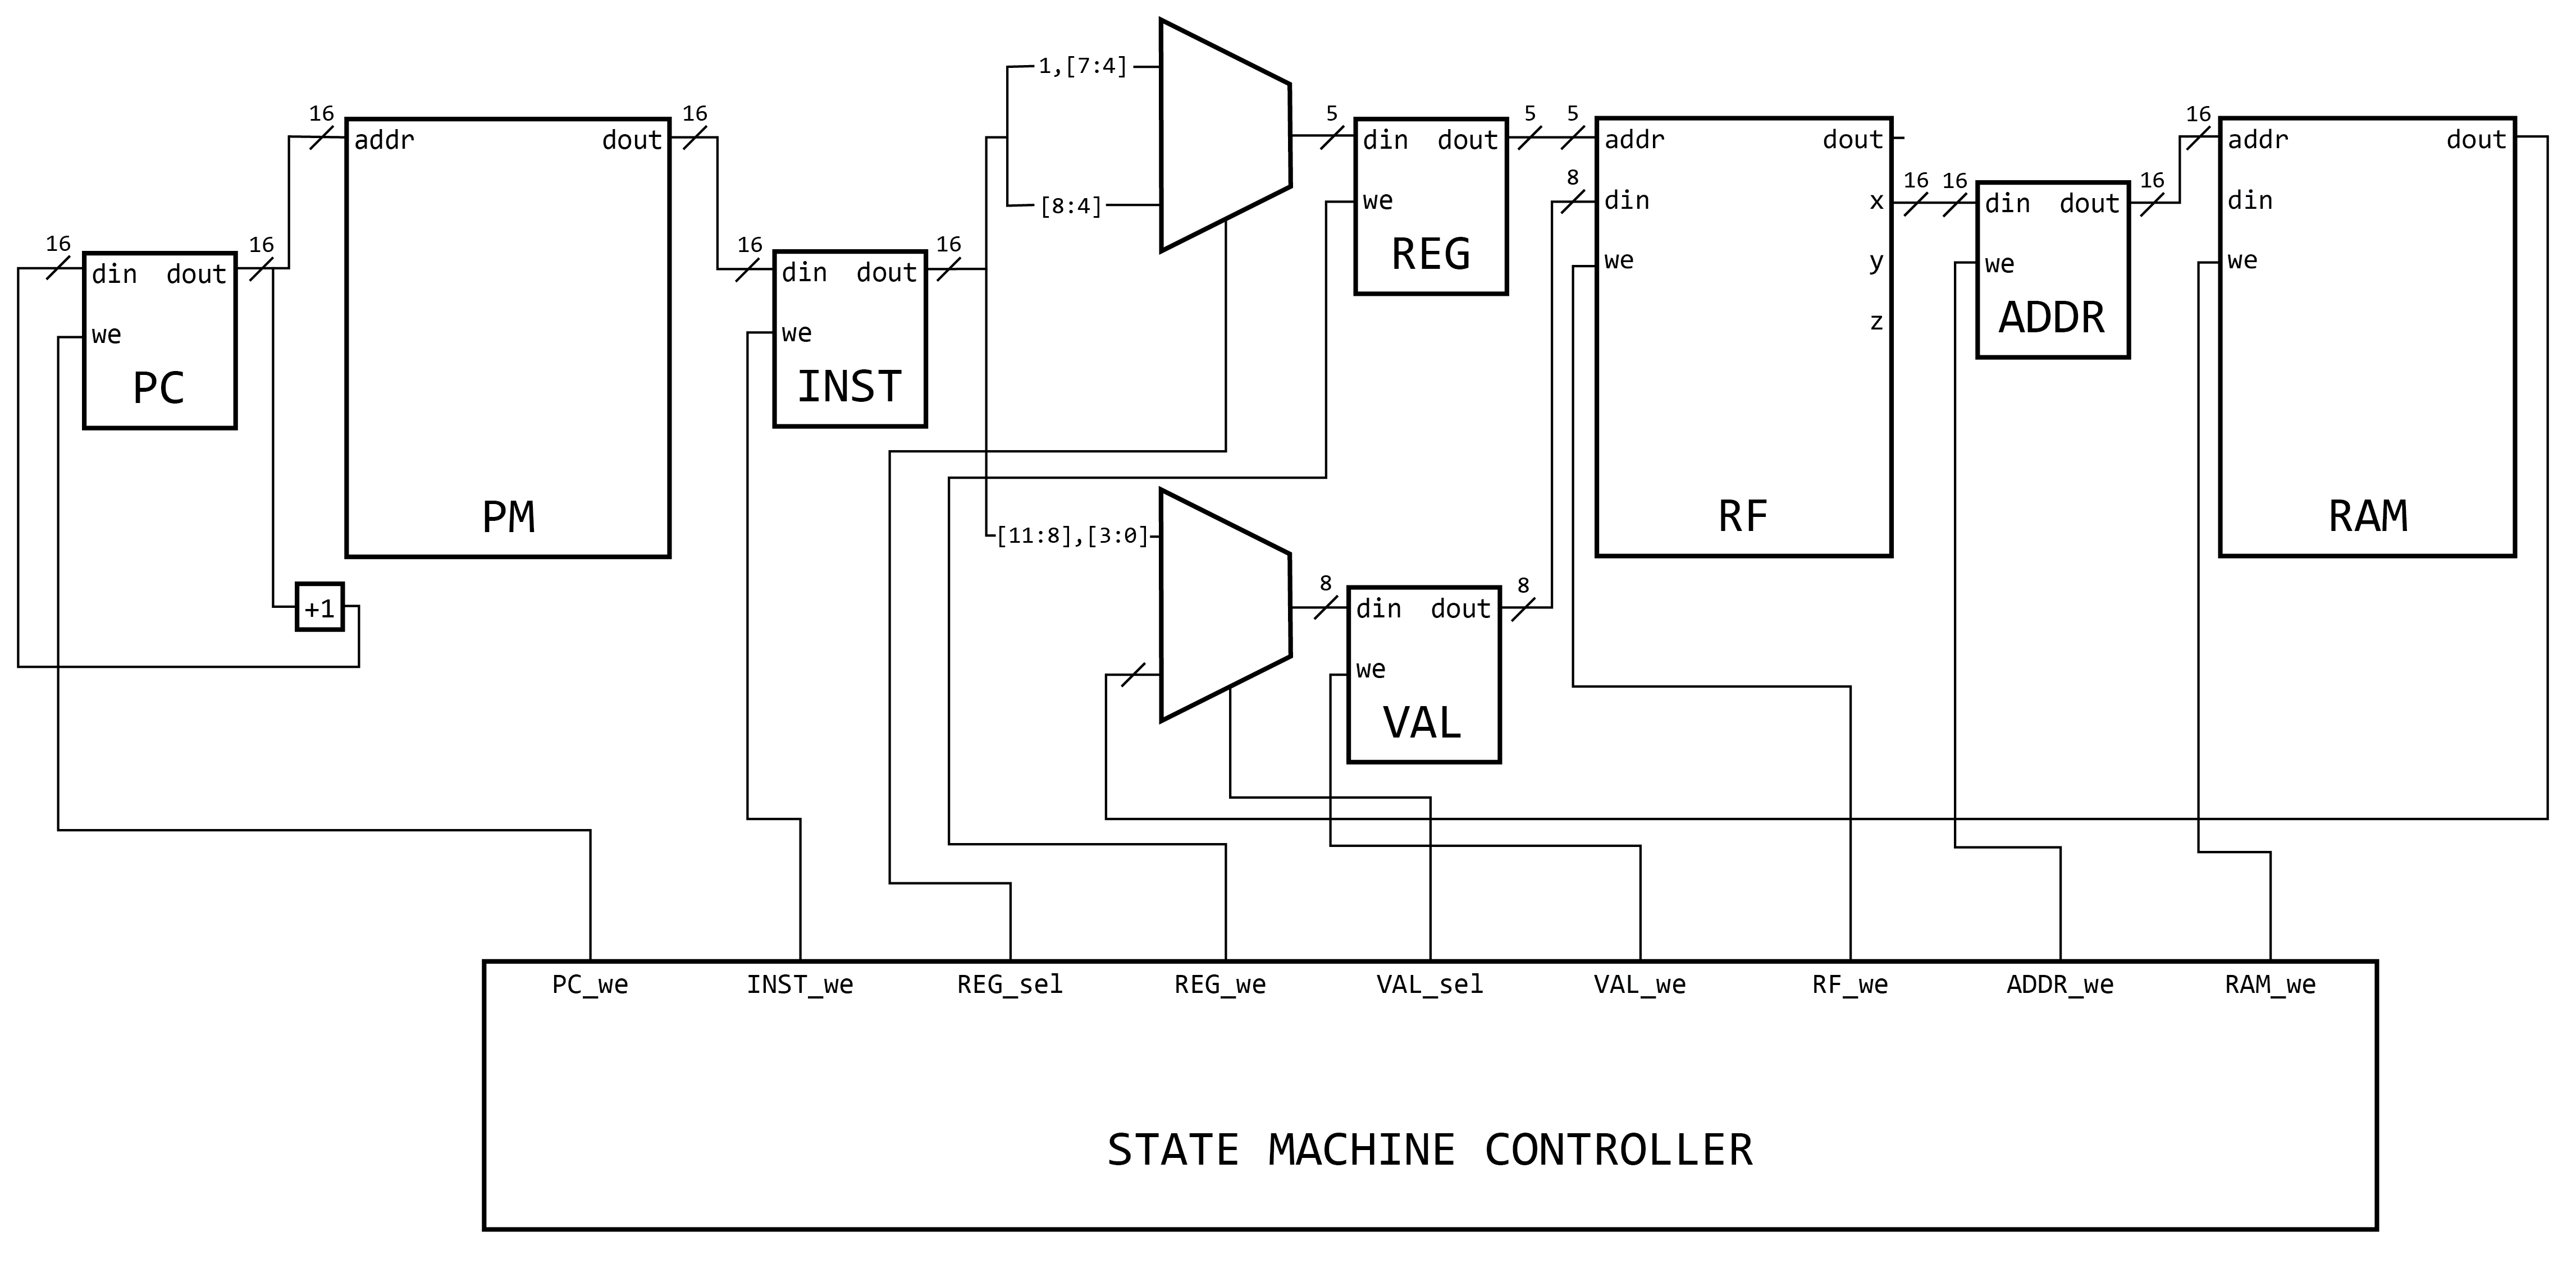 1,[7:4]
[8:4]
16
addr
dout
PM
16
16
din
dout
we
PC
16
+1
16
din
dout
we
INST
16
5
din
dout
we
REG
5
5
8
addr
din
we
dout
x
y
z
RF
16
16
din
dout
we
ADDR
16
16
addr
din
we
dout
RAM
[11:8],[3:0]
8
din
dout
we
VAL
8
PC_we
INST_we
REG_sel
REG_we
VAL_sel
VAL_we
RF_we
ADDR_we
RAM_we
STATE MACHINE CONTROLLER